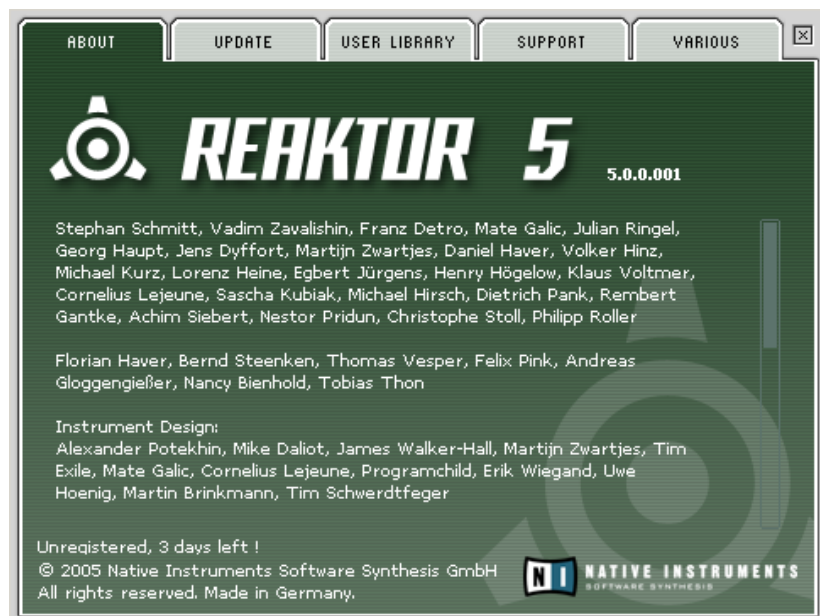 ABOUT
UPDATE
USER LIBRARY
SUPPORT
VARIOUS
REAKTOR 5
5.0.0.001
Stephan Schmitt, Vadim Zavalishin, Franz Detro, Mate Galic, Julian Ringel,
Georg Haupt, Jens Dyffort, Martijn Zwartjes, Daniel Haver, Volker Hinz,
Michael Kurz, Lorenz Heine, Egbert Jürgens, Henry Högelow, Klaus Voltmer,
Cornelius Lejeune, Sascha Kubiak, Michael Hirsch, Dietrich Pank, Rembert
Gantke, Achim Siebert, Nestor Pridun, Christophe Stoll, Philipp Roller
Florian Haver, Bernd Steenken, Thomas Vesper, Felix Pink, Andreas
Gloggengießer, Nancy Bienhold, Tobias Thon
Instrument Design:
Alexander Potekhin, Mike Daliot, James Walker-Hall, Martijn Zwartjes, Tim
Exile, Mate Galic, Cornelius Lejeune, Programchild, Erik Wiegand, Uwe
Hoenig, Martin Brinkmann, Tim Schwerdtfeger
Unregistered, 3 days left !
© 2005 Native Instruments Software Synthesis GmbH
All rights reserved. Made in Germany.
NI
NATIVE INSTRUMENTS
SOFTWARE SYNTHESIS